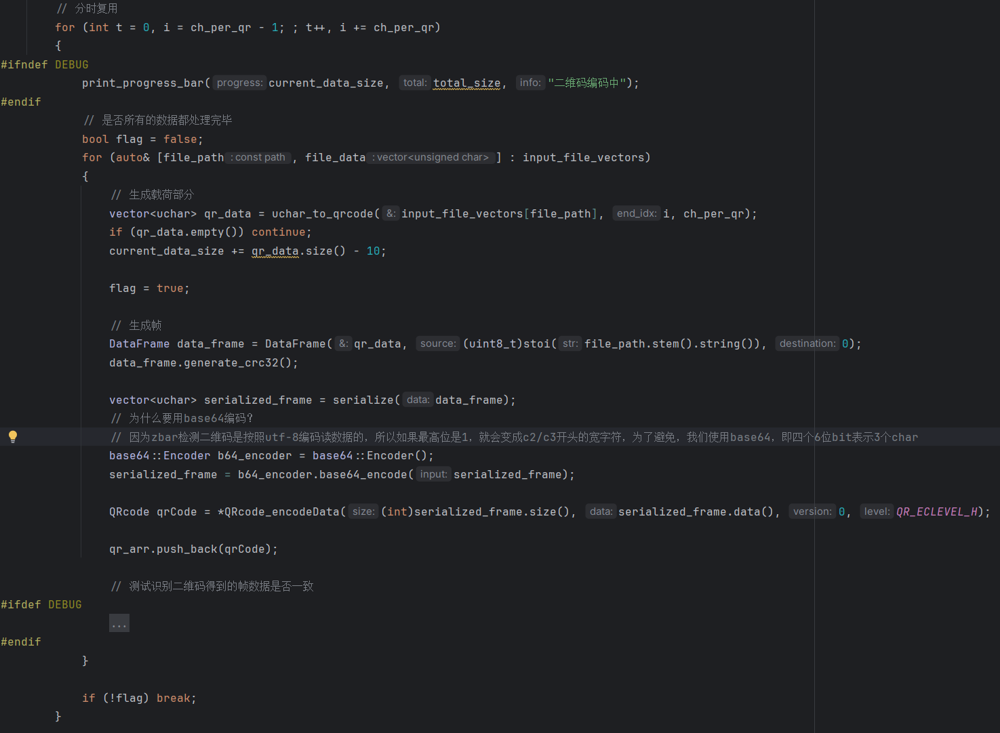 // 分时复用
for (int t = 0, i = ch_per_qr - 1; ; t++, i += ch_per_qr)
{
#ifndef DEBUG
print_progress_bar( progress: current_data_size, total: total_size, info: "二维码编码中");
#endif
// 是否所有的数据都处理完毕
bool flag = false;
for (auto& [file_path : const path , file_data : vector<unsigned char> ] : input_file_vectors)
{
// 生成载荷部分
vector<uchar> qr_data = uchar_to_qrcode( &: input_file_vectors[file_path], end_idx: i, ch_per_qr);
if (qr_data.empty()) continue;
current_data_size += qr_data.size() - 10;
flag = true;
// 生成帧
DataFrame data_frame = DataFrame( &: qr_data, source: (uint8_t)stoi( str: file_path.stem().string()), destination: 0);
data_frame.generate_crc32();
vector<uchar> serialized_frame = serialize( data: data_frame);
// 为什么要用base64编码?
// 因为zbar检测二维码是按照utf-8编码读数据的，所以如果最高位是1，就会变成c2/c3开头的宽字符，为了避免，我们使用base64，即四个6位bit表示3个char
base64::Encoder b64_encoder = base64::Encoder();
serialized_frame = b64_encoder.base64_encode( input: serialized_frame);
QRcode qrCode = *QRcode_encodeData( size: (int)serialized_frame.size(), data: serialized_frame.data(), version: 0, level: QR_ECLEVEL_H);
qr_arr.push_back(qrCode);
// 测试识别二维码得到的帧数据是否一致
#ifdef DEBUG
...
#endif
}
if (!flag) break;
}